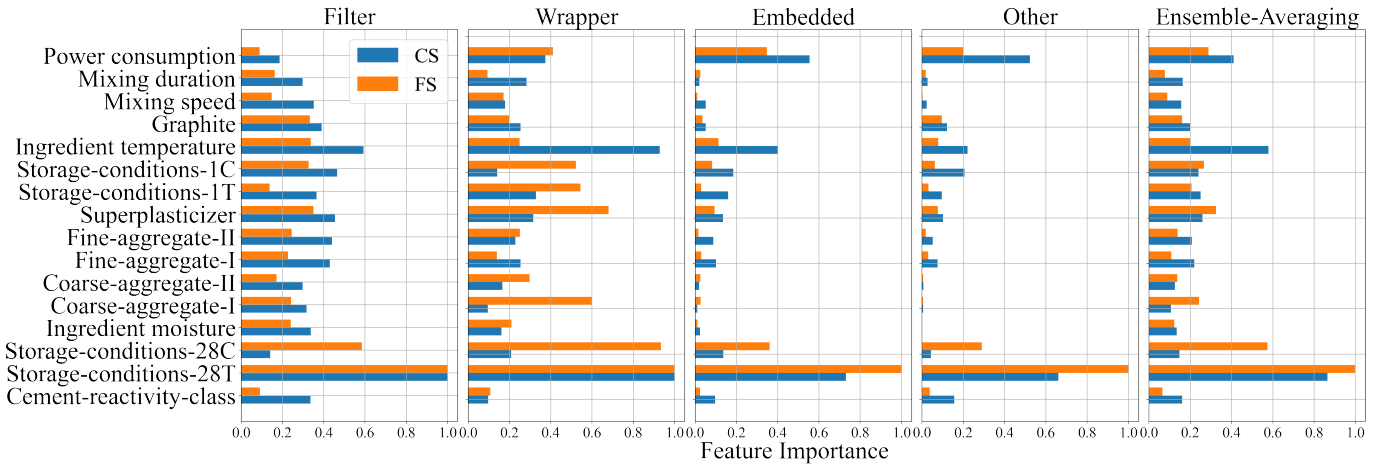 Filter Wrapper Embedded Other Ensemble-Averaging
CS
FS
Power consumption
Mixing duration
Mixing speed
Graphite
Ingredient temperature
Storage-conditions-1C
Storage-conditions-1T
Superplasticizer
Fine-aggregate-II
Fine-aggregate-I
Coarse-aggregate-II
Coarse-aggregate-I
Ingredient moisture
Storage-conditions-28C
Storage-conditions-28T
Cement-reactivity-class
0.0 0.2 0.4 0.6 0.8 1.0 0.0 0.2 0.4 0.6 0.8 1.0 0.0 0.2 0.4 0.6 0.8 1.0 0.0 0.2 0.4 0.6 0.8 1.0 0.0 0.2 0.4 0.6 0.8 1.0
Feature Importance